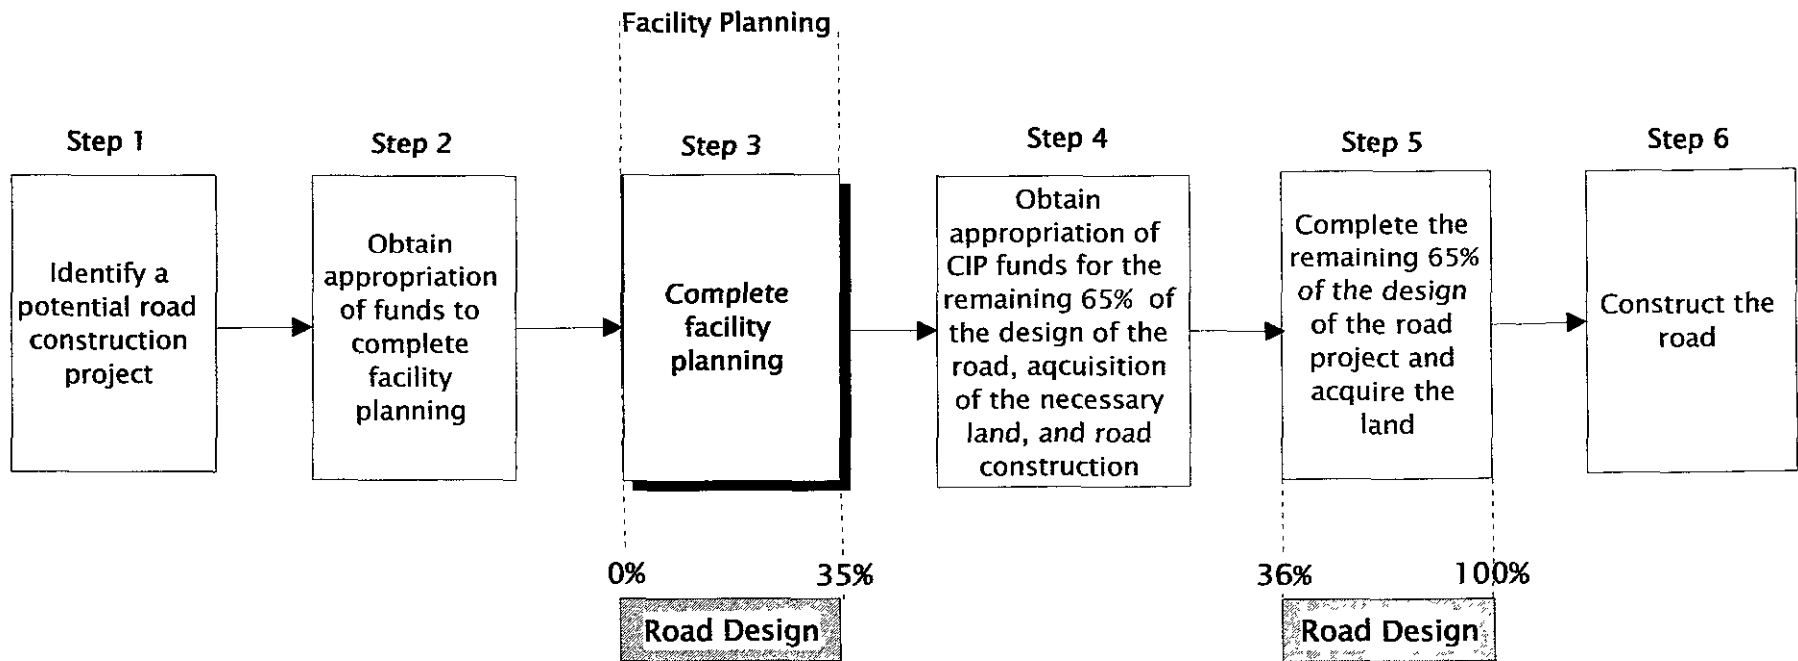 Facility Planning
Step 1
Identify a
potential road
construction
project
Step 2
Obtain
appropriation
of funds to
complete
facility
planning
Step 3
Complete
facility
planning
Step 4
Obtain
appropriation of
CIP funds for the
remaining 65% of
the design of the
road, aqcuisition
of the necessary
land, and road
construction
Step 5
Complete the
remaining 65%
of the design
of the road
project and
acquire the
land
Step 6
Construct the
road
0% 35%
Road Design
36% 100%
Road Design